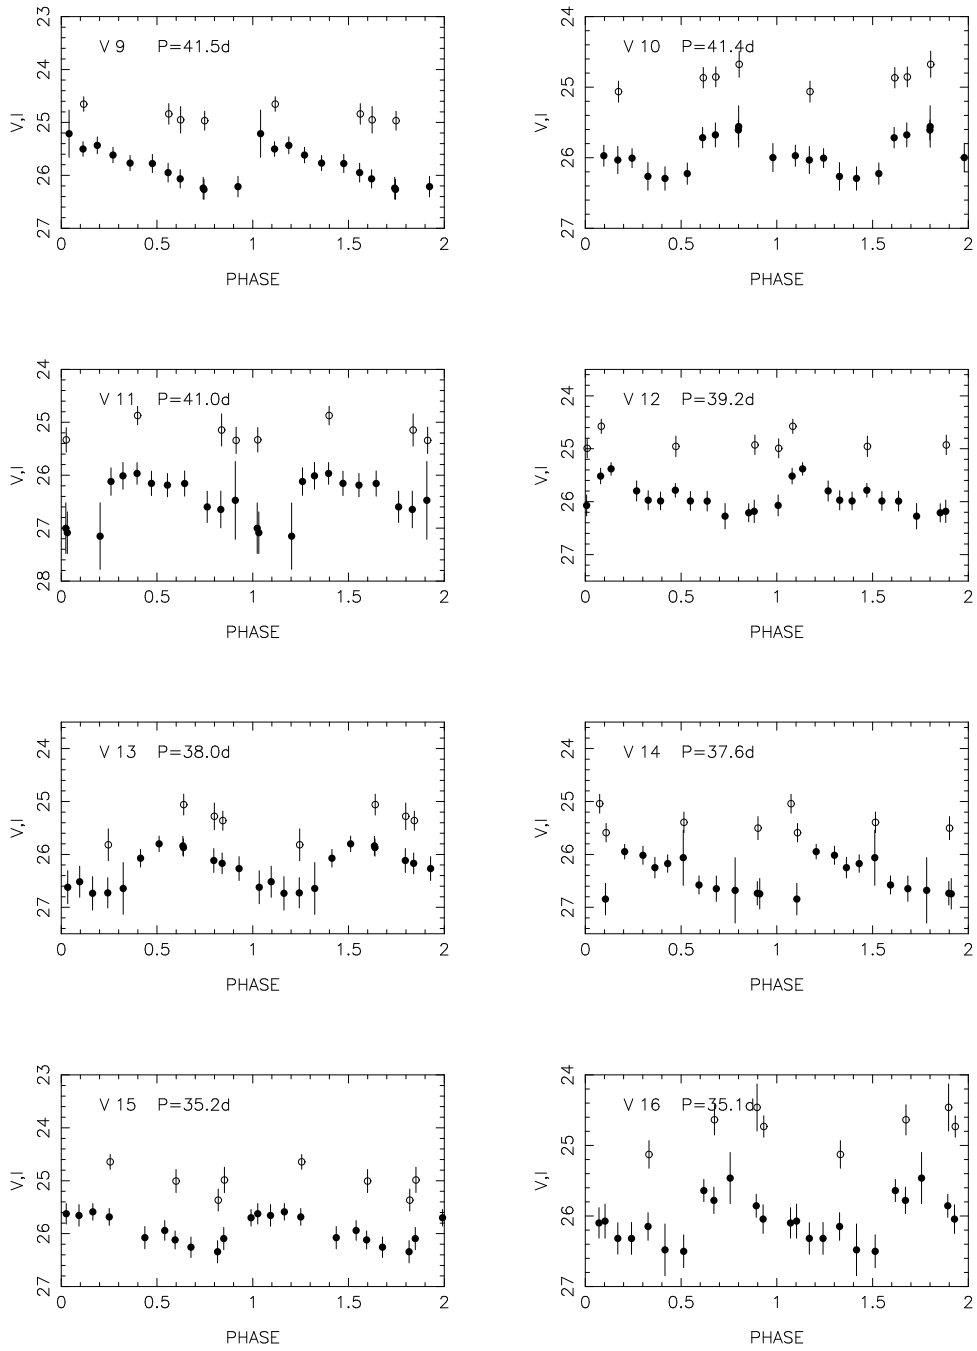 V 9 P=41.5d
V,I
23
24
25
26
27
0 0.5 1 1.5 2
PHASE
V 10 P=41.4d
V,I
24
25
26
27
0 0.5 1 1.5 2
PHASE
V 11 P=41.0d
V,I
24
25
26
27
28
0 0.5 1 1.5 2
PHASE
V 12 P=39.2d
V,I
24
25
26
27
0 0.5 1 1.5 2
PHASE
V 13 P=38.0d
V,I
24
25
26
27
0 0.5 1 1.5 2
PHASE
V 14 P=37.6d
V,I
24
25
26
27
0 0.5 1 1.5 2
PHASE
V 15 P=35.2d
V,I
23
24
25
26
27
0 0.5 1 1.5 2
PHASE
V 16 P=35.1d
V,I
24
25
26
27
0 0.5 1 1.5 2
PHASE